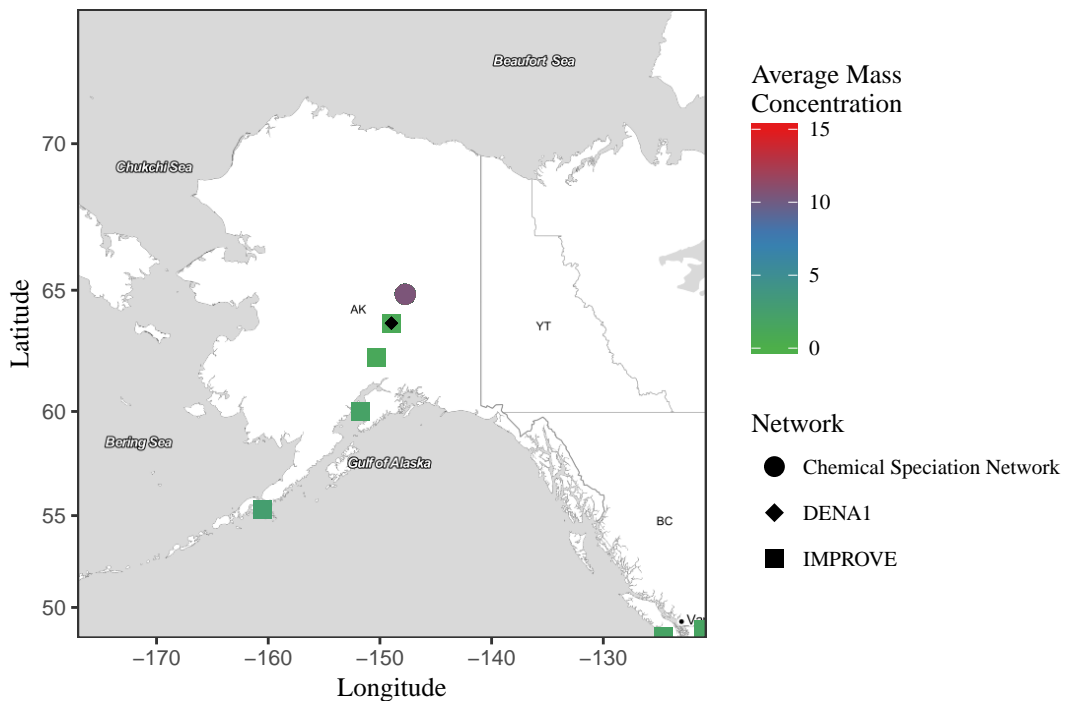 Beaufort Sea
Chukchi Sea
AK
YT
Bering Sea
Gulf of Alaska
BC
70
65
60
55
50
−170
−160
−150
−140
−130
Latitude
Longitude
Average Mass
Concentration
15
10
5
0
Network
Chemical Speciation Network
DENA1
IMPROVE